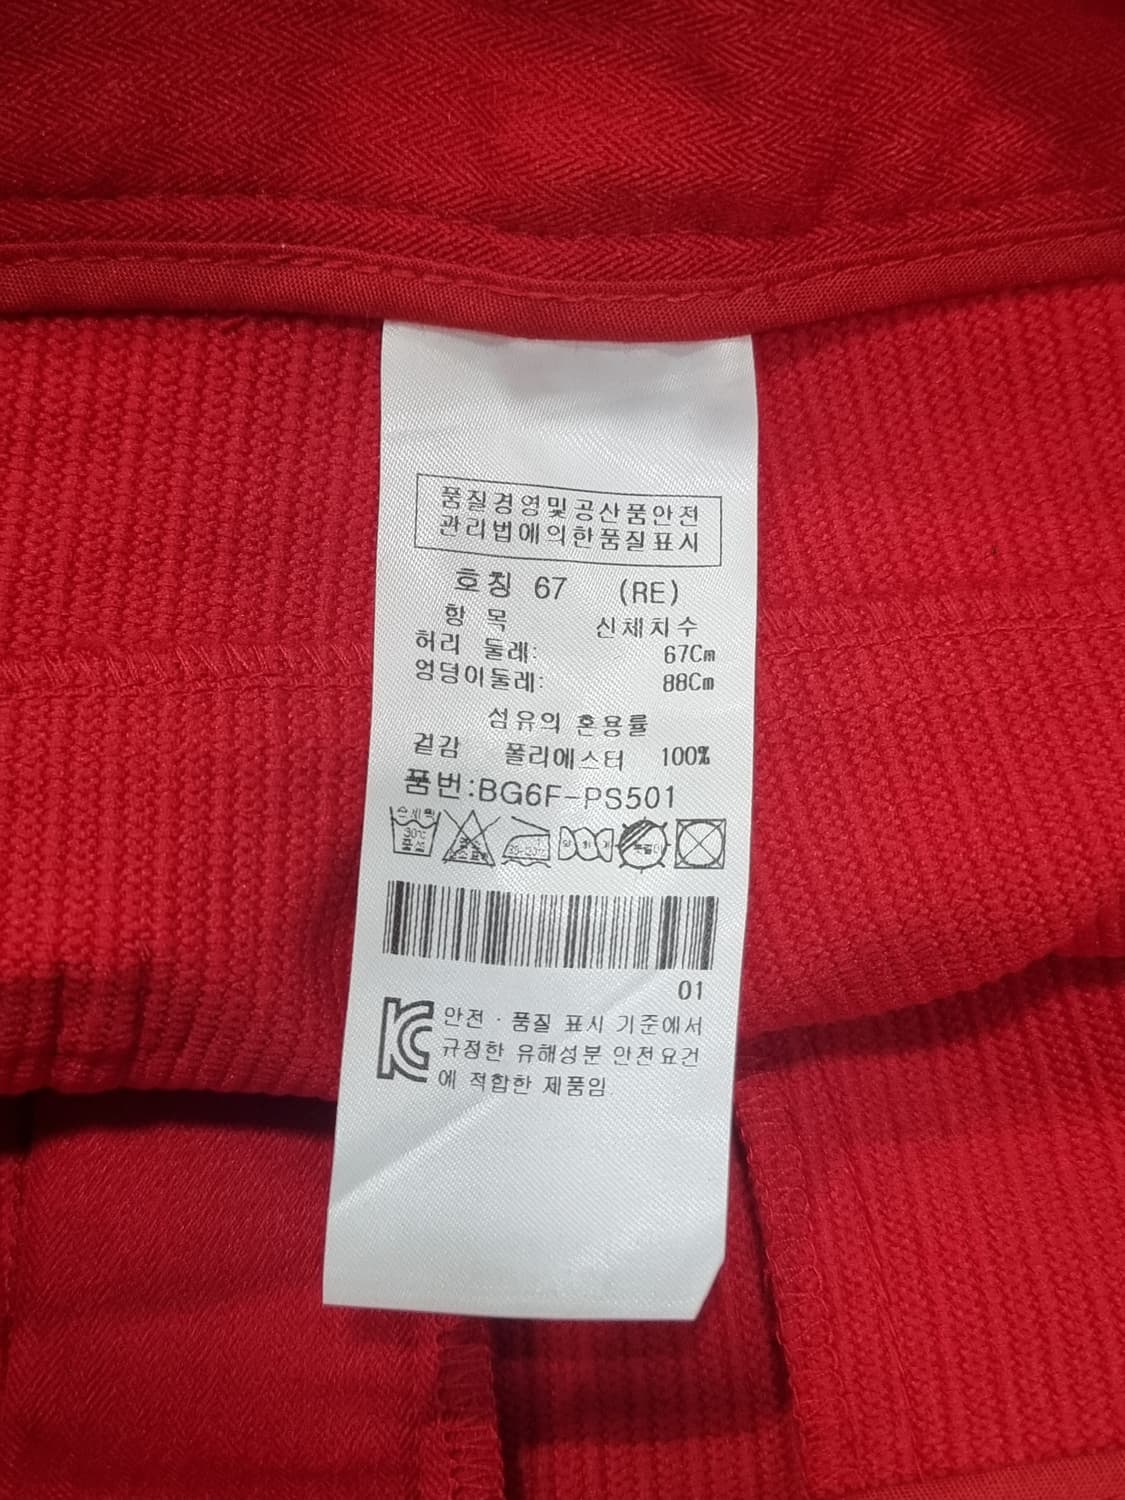 품질경영및공산품안전
관리법에의한품질표시
호칭 67 (RE)
항 목 신체치수
허리 둘레: 67Cm
엉덩이둘레: 88Cm
섬유의 혼용률
겉감 폴리에스터 100%
품번:BG6F-PS501
30℃
01
안전 · 품질 표시 기준에서
규정한 유해성분 안전요건
에 적합한 제품임